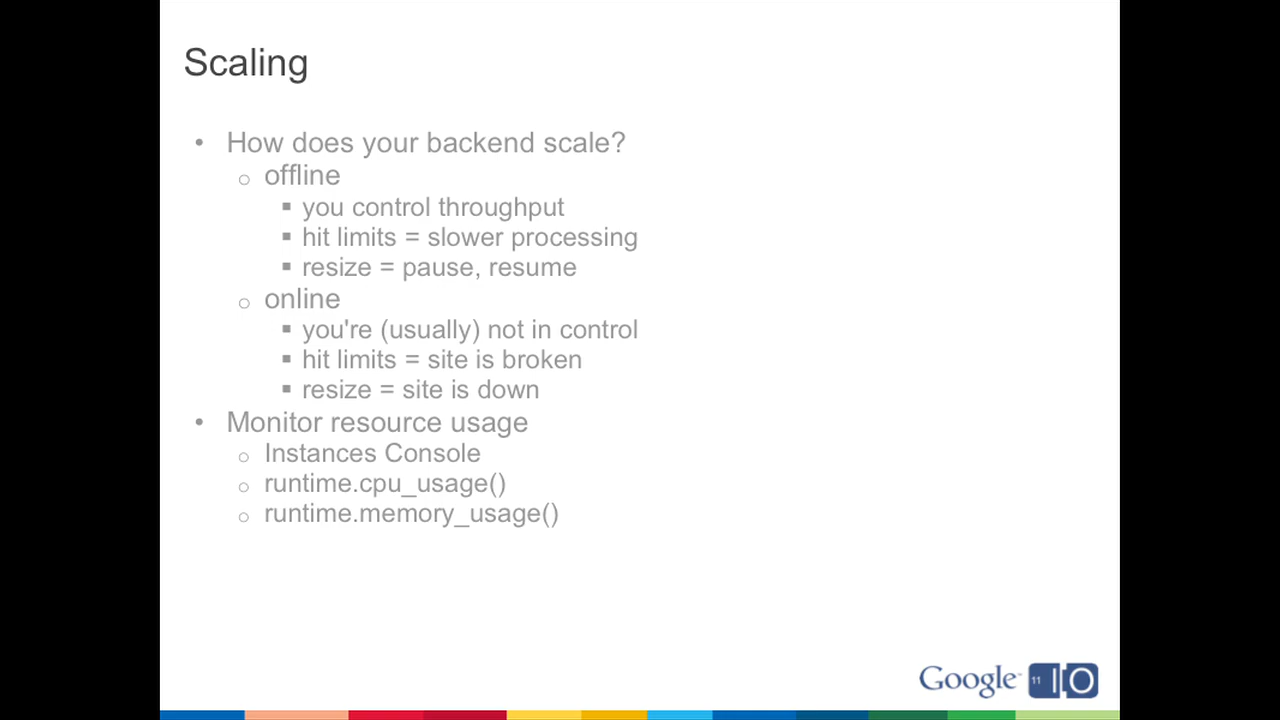 Scaling
• How does your backend scale?
o offline
▪ you control throughput
▪ hit limits = slower processing
▪ resize = pause, resume
o online
▪ you're (usually) not in control
▪ hit limits = site is broken
▪ resize = site is down
• Monitor resource usage
o Instances Console
o runtime.cpu_usage()
o runtime.memory_usage()
Google™ 11 IO